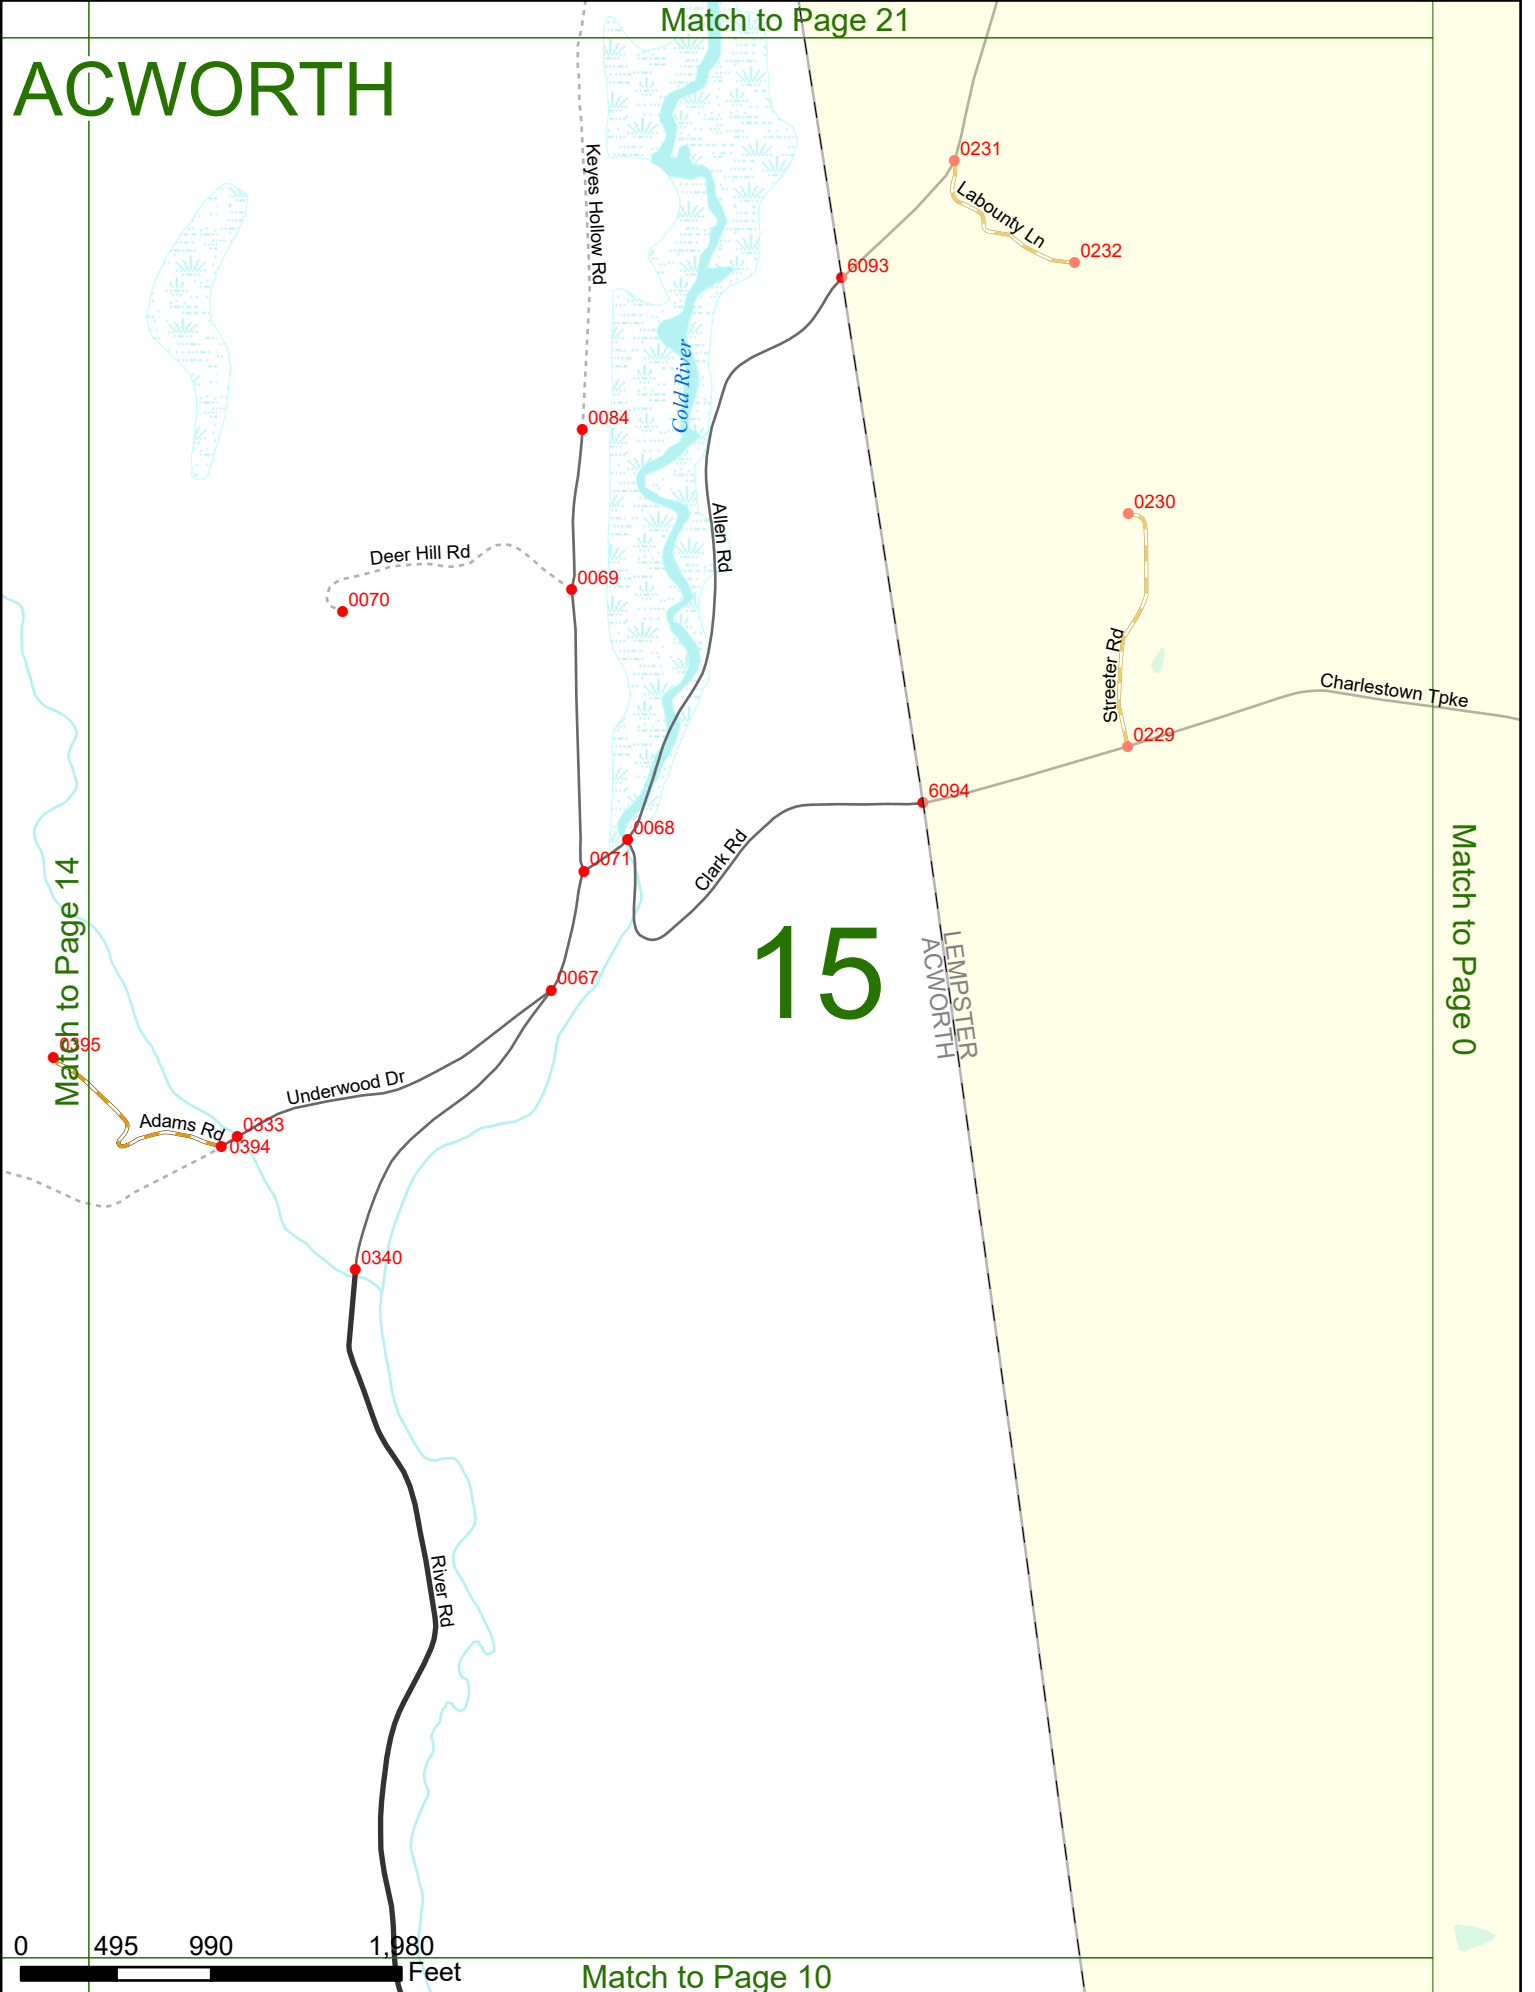 Match to Page 21
ACWORTH
Keyes Hollow Rd
0231
Labounty Ln
0232
6093
Cold River
0084
0230
Allen Rd
Deer Hill Rd
0069
0070
Streeter Rd
Charlestown Tpke
0229
6094
0068
0071
Clark Rd
Match to Page 14
Match to Page 0
15
LEMPSTER
ACWORTH
0067
0395
Underwood Dr
Adams Rd
0333
0394
0340
River Rd
0 495 990 1,980
Feet
Match to Page 10